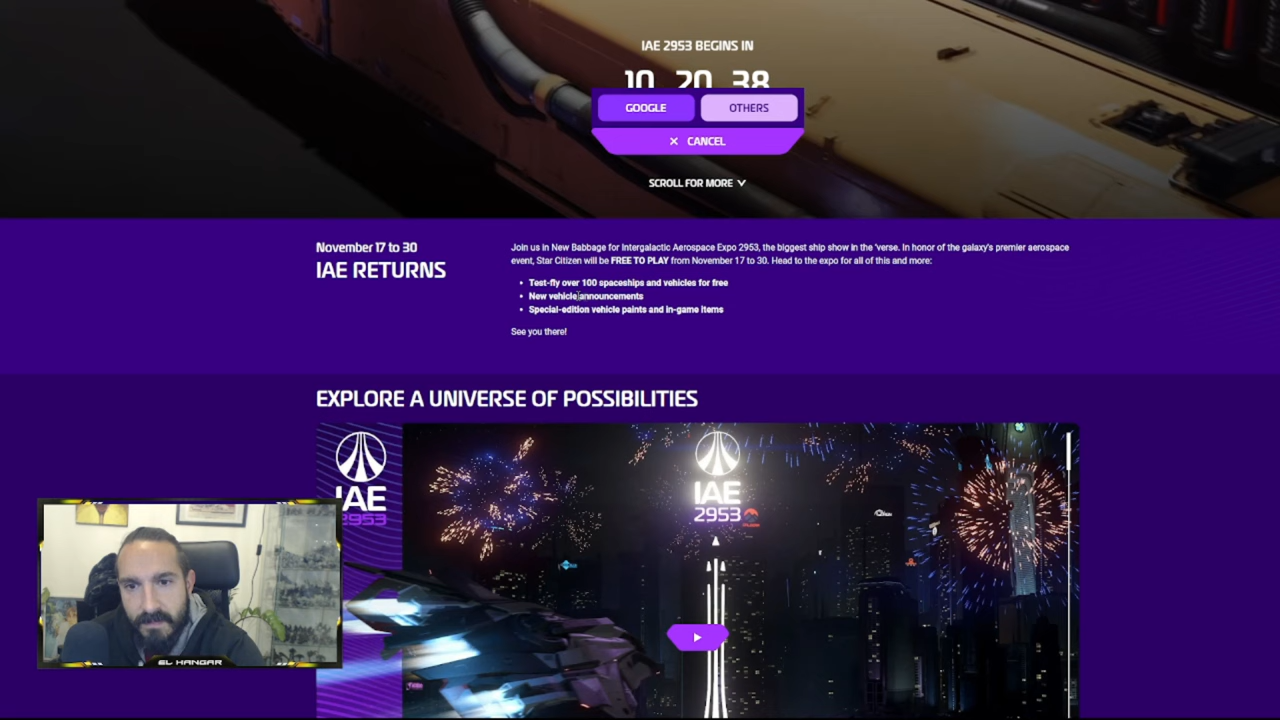 IAE 2953 BEGINS IN
10 20 38
GOOGLE
OTHERS
✕ CANCEL
SCROLL FOR MORE
November 17 to 30
IAE RETURNS
Join us in New Babbage for Intergalactic Aerospace Expo 2953, the biggest ship show in the 'verse. In honor of the galaxy's premier aerospace
event, Star Citizen will be FREE TO PLAY from November 17 to 30. Head to the expo for all of this and more:
• Test-fly over 100 spaceships and vehicles for free
• New vehicle announcements
• Special-edition vehicle paints and in-game items
See you there!
EXPLORE A UNIVERSE OF POSSIBILITIES
IAE
2953
IAE
2953
EL HANGAR